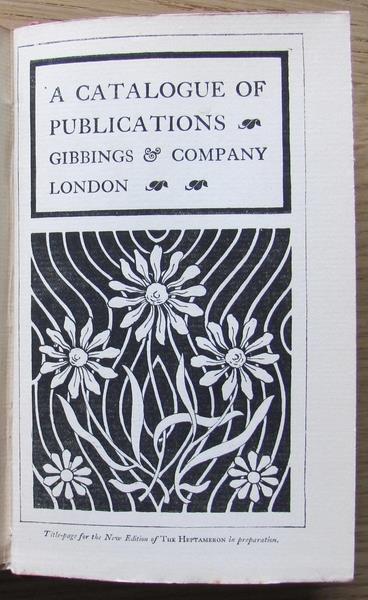 A CATALOGUE OF
PUBLICATIONS
GIBBINGS & COMPANY
LONDON
Title-page for the New Edition of THE HEPTAMERON in preparation.